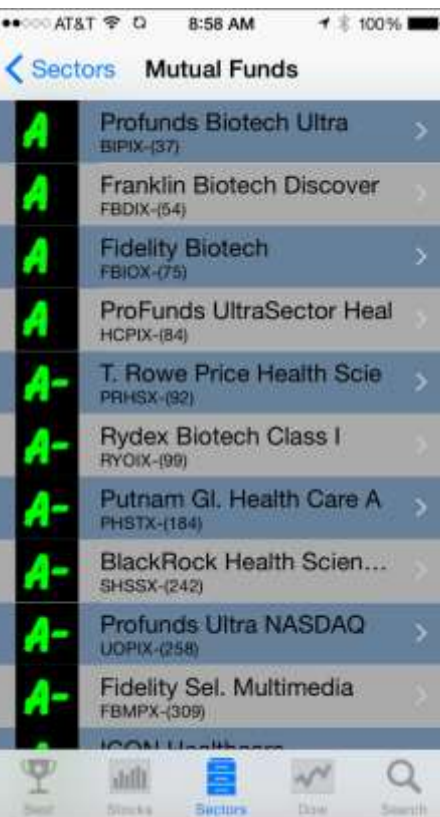 AT&T 8:58 AM 100%
Sectors Mutual Funds
A Profunds Biotech Ultra
BIPIX-(37)
A Franklin Biotech Discover
FBDIX-(54)
A Fidelity Biotech
FBIOX-(75)
A ProFunds UltraSector Heal
HCPIX-(84)
A- T. Rowe Price Health Scie
PRHSX-(92)
A- Rydex Biotech Class I
RYOIX-(99)
A- Putnam Gl. Health Care A
PHSTX-(184)
A- BlackRock Health Scien...
SHSSX-(242)
A- Profunds Ultra NASDAQ
UOPIX-(258)
A- Fidelity Sel. Multimedia
FBMPX-(309)
ICON Healthcare
Best Stocks Sectors Dow Search